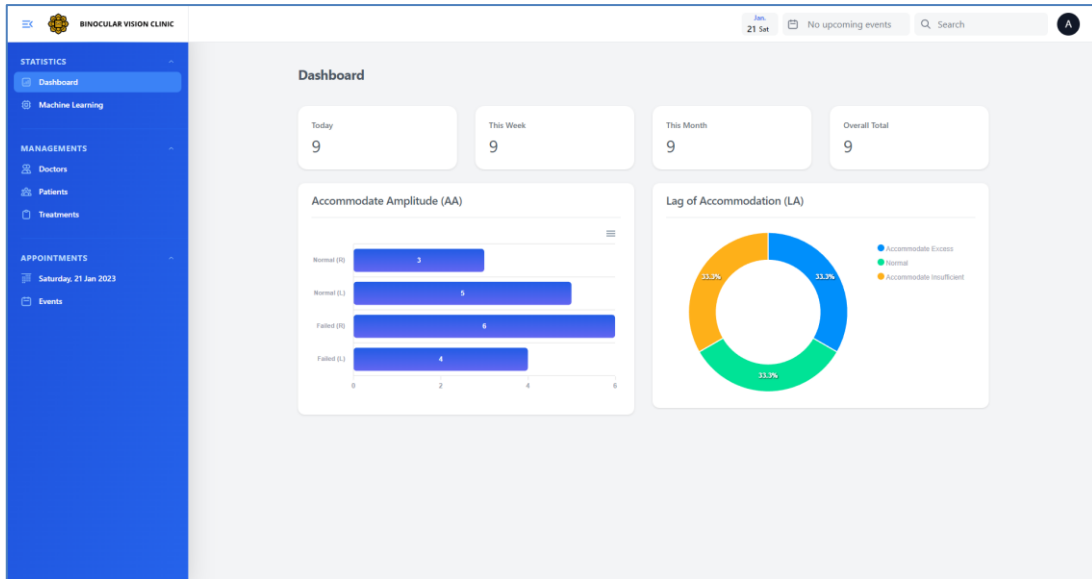 BINOCULAR VISION CLINIC
Jan.
21 Sat
No upcoming events
Search
A
STATISTICS
Dashboard
Machine Learning
MANAGEMENTS
Doctors
Patients
Treatments
APPOINTMENTS
Saturday, 21 Jan 2023
Events
Dashboard
Today
9
This Week
9
This Month
9
Overall Total
9
Accommodate Amplitude (AA)
Normal (R)
3
Normal (L)
5
Failed (R)
6
Failed (L)
4
0 2 4 6
Lag of Accommodation (LA)
33.3%
33.3%
33.3%
Accommodate Excess
Normal
Accommodate Insufficient